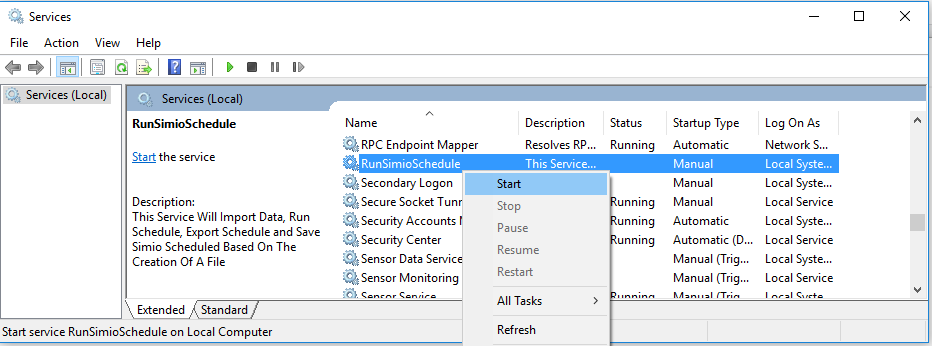 Services
File Action View Help
Services (Local)
Services (Local)
RunSimioSchedule
Start the service
Description:
This Service Will Import Data, Run
Schedule, Export Schedule and Save
Simio Scheduled Based On The
Creation Of A File
Name Description Status Startup Type Log On As
RPC Endpoint Mapper Resolves RP... Running Automatic Network S...
RunSimioSchedule This Service... Manual Local Syste...
Secondary Logon Manual Local Syste...
Secure Socket Tunn Running Manual Local Service
Security Accounts M Running Automatic Local Syste...
Security Center Running Automatic (D... Local Service
Sensor Data Service Manual (Trig... Local Syste...
Sensor Monitoring Manual (Trig... Local Service
Sensor Service Running Manual (Trig... Local Syste...
Start
Stop
Pause
Resume
Restart
All Tasks
Refresh
Extended Standard
Start service RunSimioSchedule on Local Computer